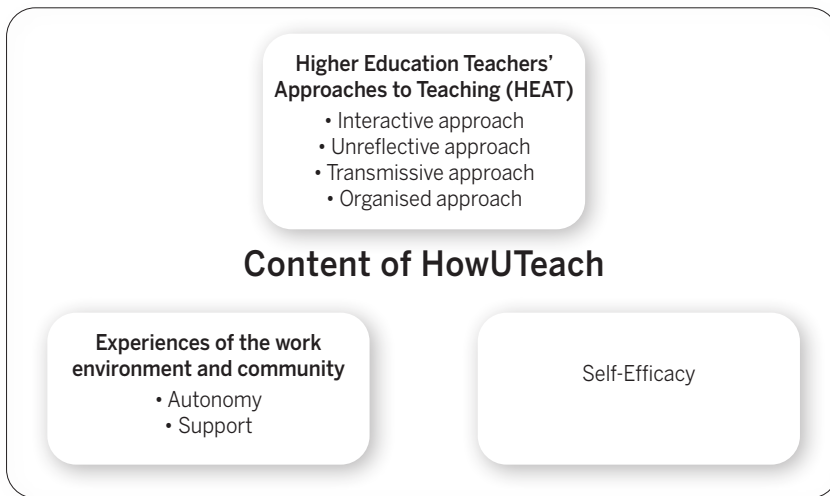 Higher Education Teachers’
Approaches to Teaching (HEAT)
• Interactive approach
• Unreflective approach
• Transmissive approach
• Organised approach
Content of HowUTeach
Experiences of the work
environment and community
• Autonomy
• Support
Self-Efficacy